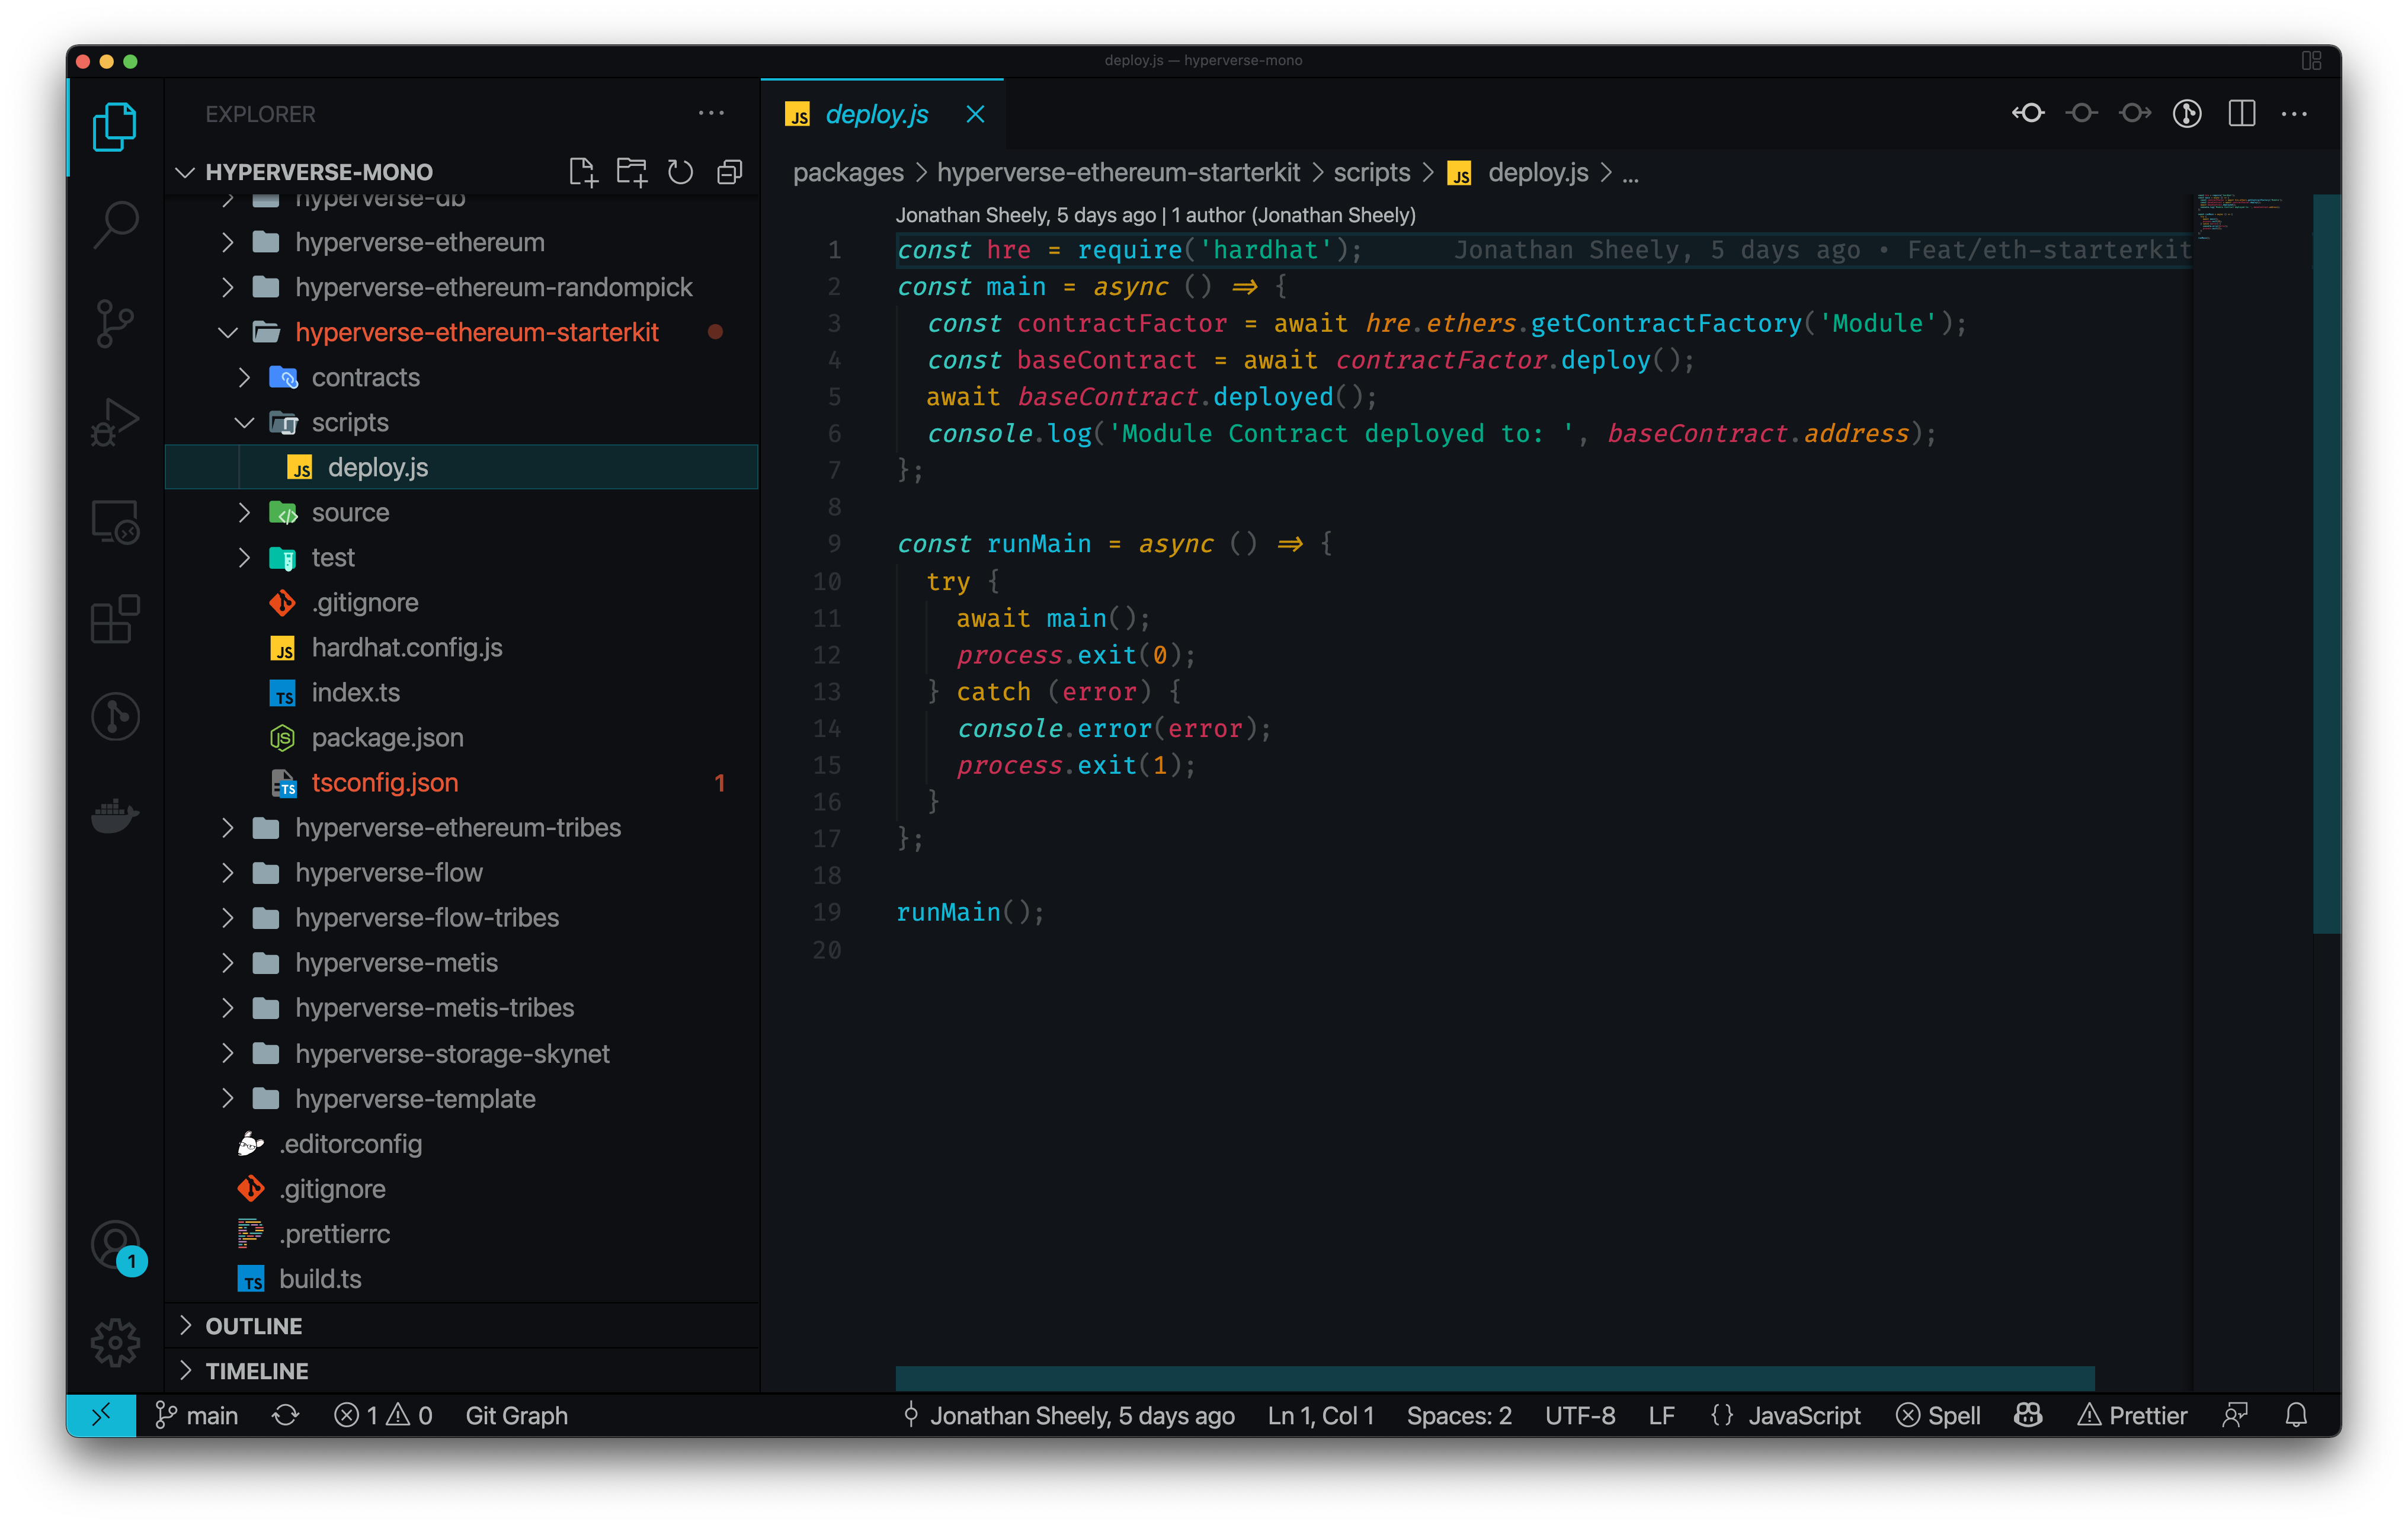 deploy.js — hyperverse-mono
EXPLORER
HYPERVERSE-MONO
hyperverse-db
hyperverse-ethereum
hyperverse-ethereum-randompick
hyperverse-ethereum-starterkit
contracts
scripts
JS deploy.js
source
test
.gitignore
JS hardhat.config.js
TS index.ts
JS package.json
TS tsconfig.json 1
hyperverse-ethereum-tribes
hyperverse-flow
hyperverse-flow-tribes
hyperverse-metis
hyperverse-metis-tribes
hyperverse-storage-skynet
hyperverse-template
.editorconfig
.gitignore
.prettierrc
TS build.ts
OUTLINE
TIMELINE
1
JS deploy.js
packages > hyperverse-ethereum-starterkit > scripts > JS deploy.js > ...
Jonathan Sheely, 5 days ago | 1 author (Jonathan Sheely)
1 const hre = require('hardhat'); Jonathan Sheely, 5 days ago • Feat/eth-starterkit
2 const main = async () => {
3 const contractFactor = await hre.ethers.getContractFactory('Module');
4 const baseContract = await contractFactor.deploy();
5 await baseContract.deployed();
6 console.log('Module Contract deployed to: ', baseContract.address);
7 };
8
9 const runMain = async () => {
10 try {
11 await main();
12 process.exit(0);
13 } catch (error) {
14 console.error(error);
15 process.exit(1);
16 }
17 };
18
19 runMain();
20
main 1 0 Git Graph Jonathan Sheely, 5 days ago Ln 1, Col 1 Spaces: 2 UTF-8 LF {} JavaScript Spell Prettier